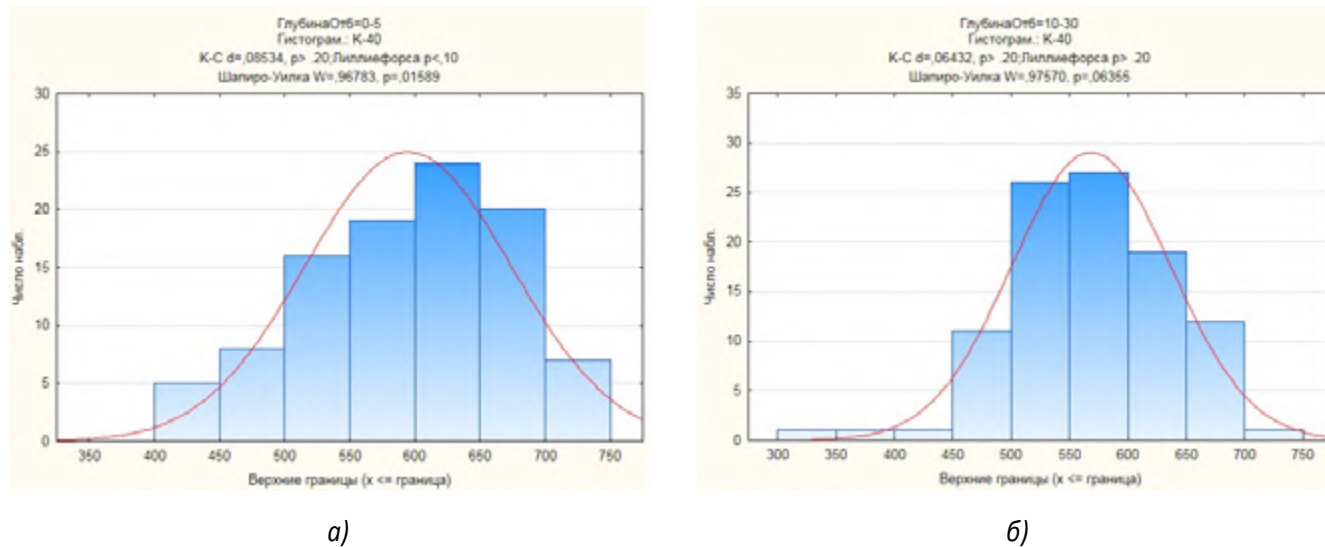 ГлубинаОтб=0-5
Гистограм.: K-40
К-С d=,08534, p> .20;Лиллиефорса p<,10
Шапиро-Уилка W=,96783, p=,01589
30
25
20
15
10
5
0
Число набл.
350 400 450 500 550 600 650 700 750
Верхние границы (x <= граница)
а)
ГлубинаОтб=10-30
Гистограм.: K-40
К-С d=,06432, p> .20;Лиллиефорса p> .20
Шапиро-Уилка W=,97570, p=,06355
35
30
25
20
15
10
5
0
Число набл.
300 350 400 450 500 550 600 650 700 750
Верхние границы (x <= граница)
б)